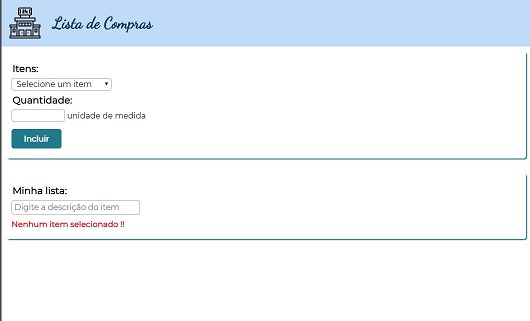 Lista de Compras
Itens:
Selecione um item
Quantidade:
unidade de medida
Incluir
Minha lista:
Digite a descrição do item
Nenhum item selecionado !!